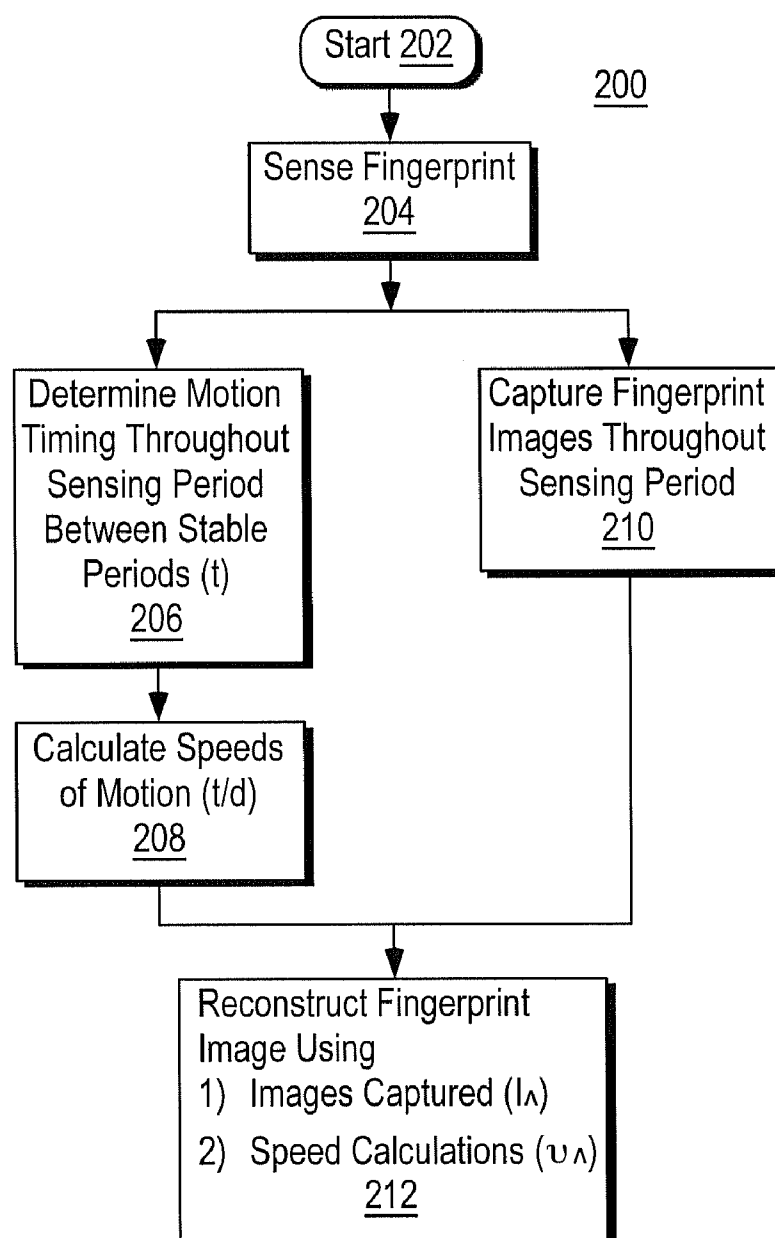 Start 202
200
Sense Fingerprint
204
Determine Motion
Timing Throughout
Sensing Period
Between Stable
Periods (t)
206
Capture Fingerprint
Images Throughout
Sensing Period
210
Calculate Speeds
of Motion (t/d)
208
Reconstruct Fingerprint
Image Using
1) Images Captured (I∧)
2) Speed Calculations (υ∧)
212